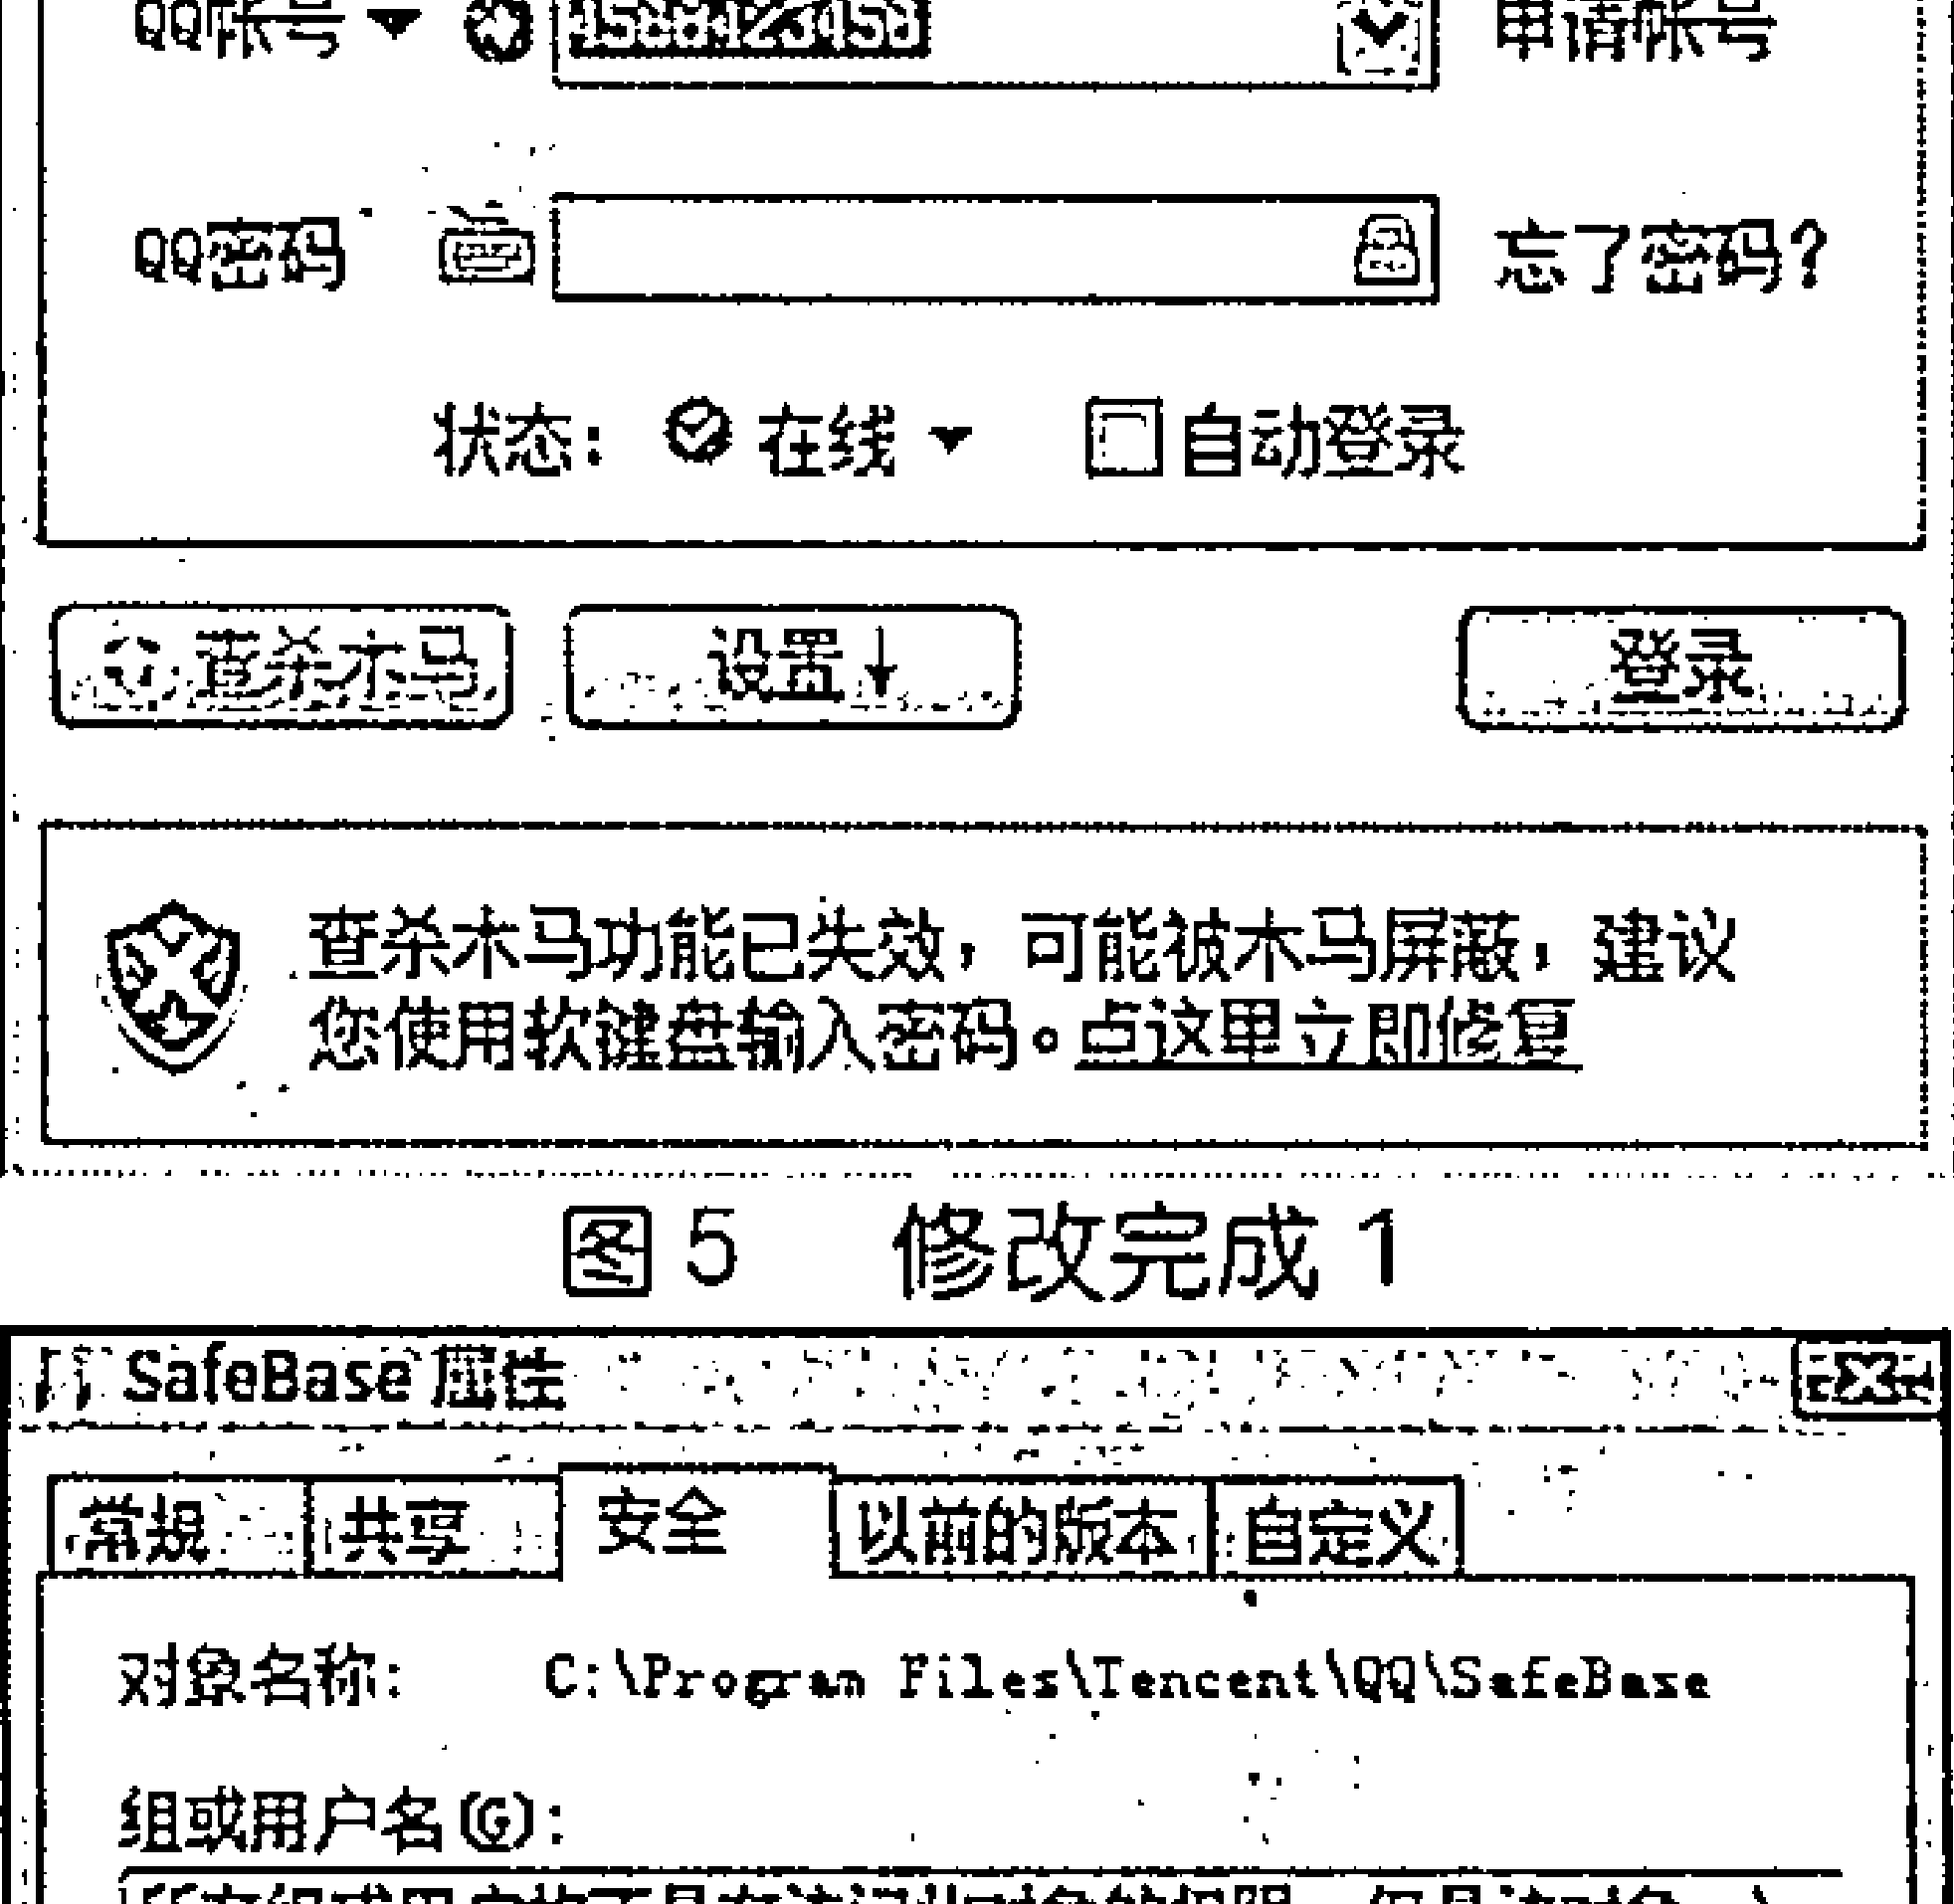 QQ帐号 申请帐号
QQ密码 忘了密码?
状态: 在线 自动登录
查杀木马 设置↓ 登录
查杀木马功能已失效，可能被木马屏蔽，建议
您使用软键盘输入密码。点这里立即修复
图5 修改完成1
SafeBase 属性
常规 共享 安全 以前的版本 自定义
对象名称: C:\Program Files\Tencent\QQ\SafeBase
组或用户名(G):